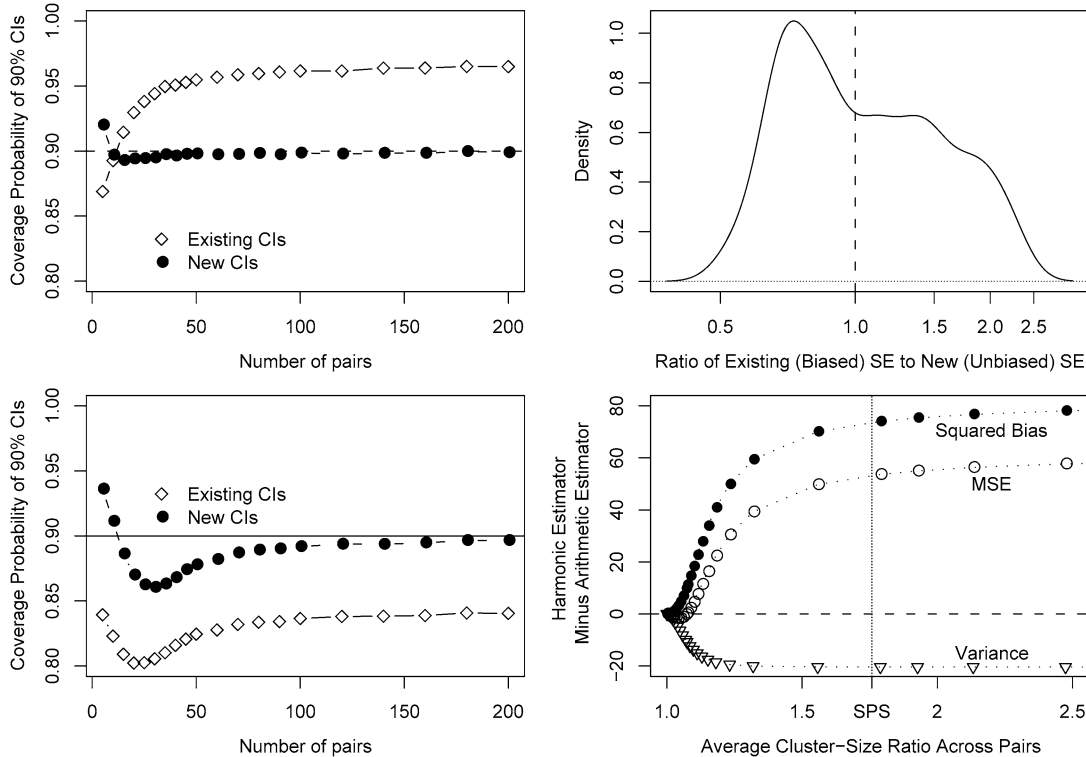 Coverage Probability of 90% CIs
1.00
0.95
0.90
0.85
0.80
Existing CIs
New CIs
0 50 100 150 200
Number of pairs
Density
1.0
0.8
0.6
0.4
0.2
0.0
0.5 1.0 1.5 2.0 2.5
Ratio of Existing (Biased) SE to New (Unbiased) SE
Coverage Probability of 90% CIs
1.00
0.95
0.90
0.85
0.80
Existing CIs
New CIs
0 50 100 150 200
Number of pairs
Harmonic Estimator
Minus Arithmetic Estimator
80
60
40
20
0
−20
Squared Bias
MSE
Variance
1.0 1.5 SPS 2 2.5
Average Cluster−Size Ratio Across Pairs